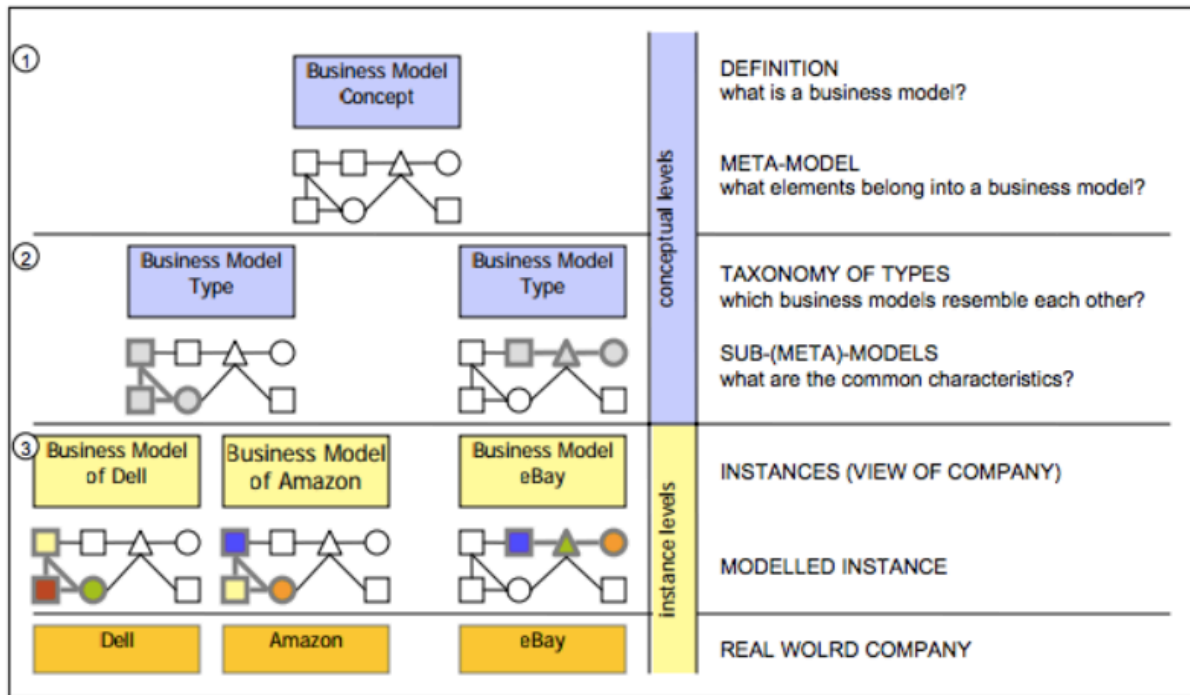 1
Business Model
Concept
DEFINITION
what is a business model?
META-MODEL
what elements belong into a business model?
conceptual levels
2
Business Model
Type
Business Model
Type
TAXONOMY OF TYPES
which business models resemble each other?
SUB-(META)-MODELS
what are the common characteristics?
3
Business Model
of Dell
Business Model
of Amazon
Business Model
eBay
INSTANCES (VIEW OF COMPANY)
instance levels
MODELLED INSTANCE
Dell
Amazon
eBay
REAL WOLRD COMPANY